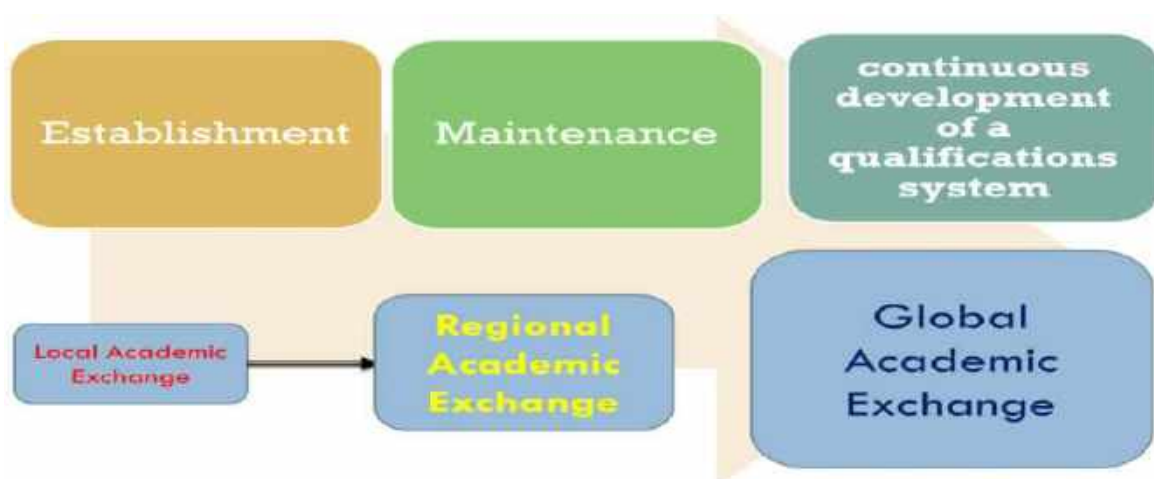 Establishment
Maintenance
continuous
development
of a
qualifications
system
Local Academic
Exchange
Regional
Academic
Exchange
Global
Academic
Exchange